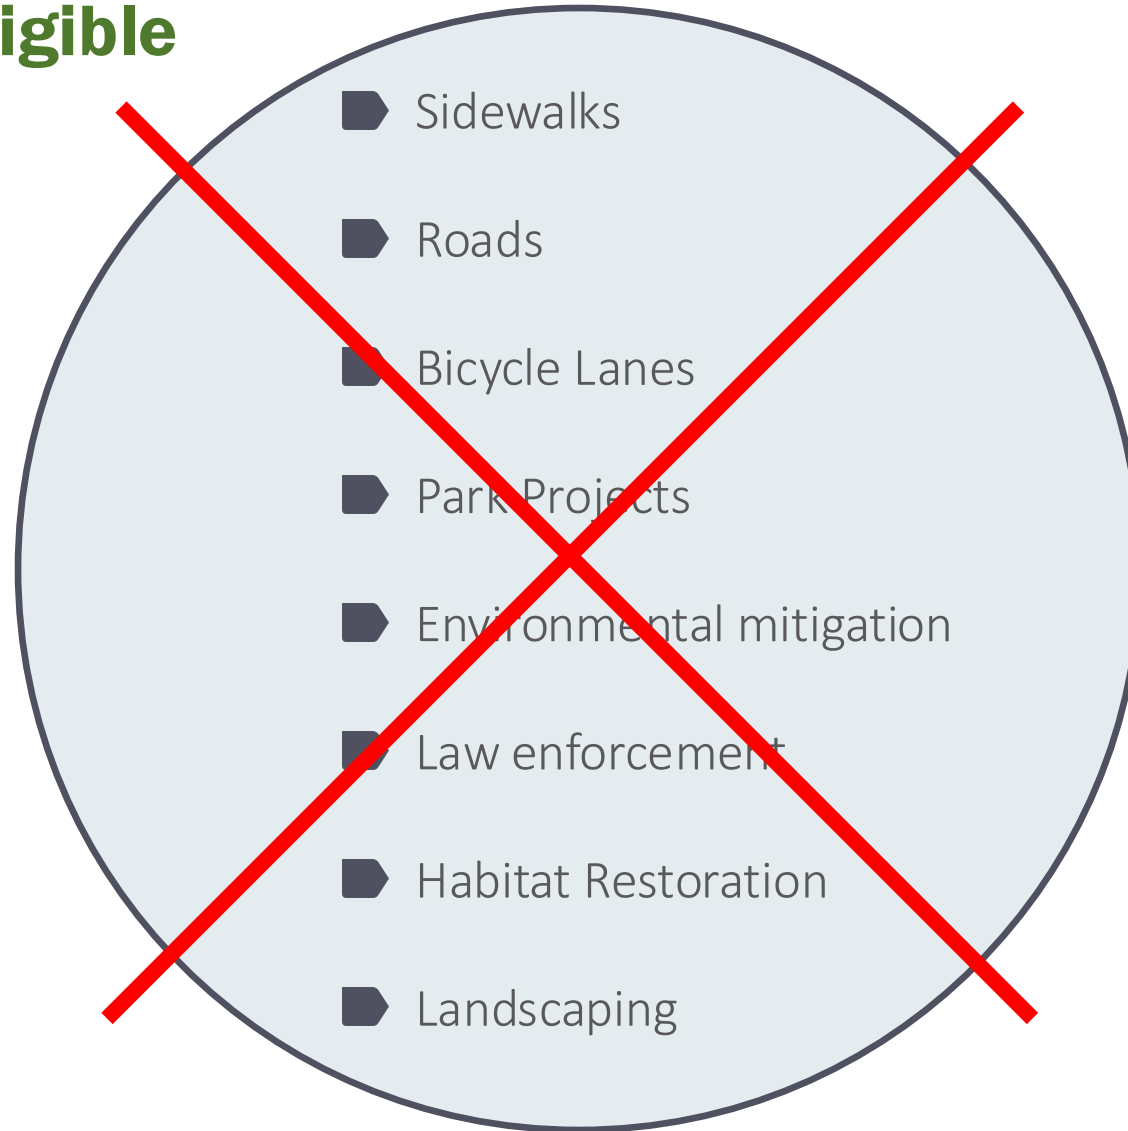 igible
Sidewalks
Roads
Bicycle Lanes
Park Projects
Environmental mitigation
Law enforcement
Habitat Restoration
Landscaping